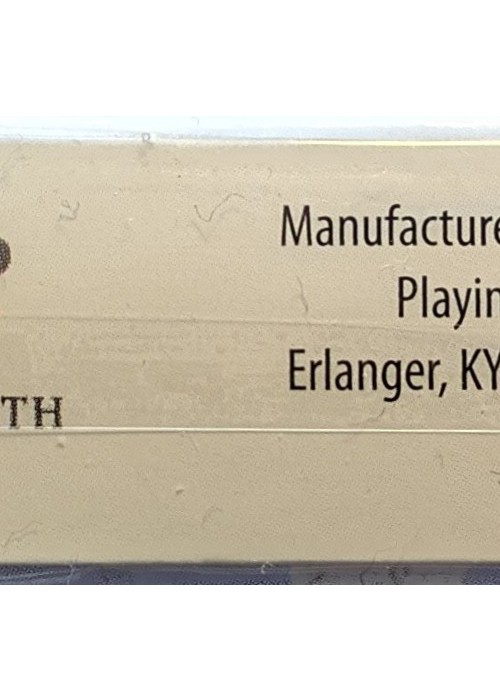 Manufacture
Playin
Erlanger, KY
TH